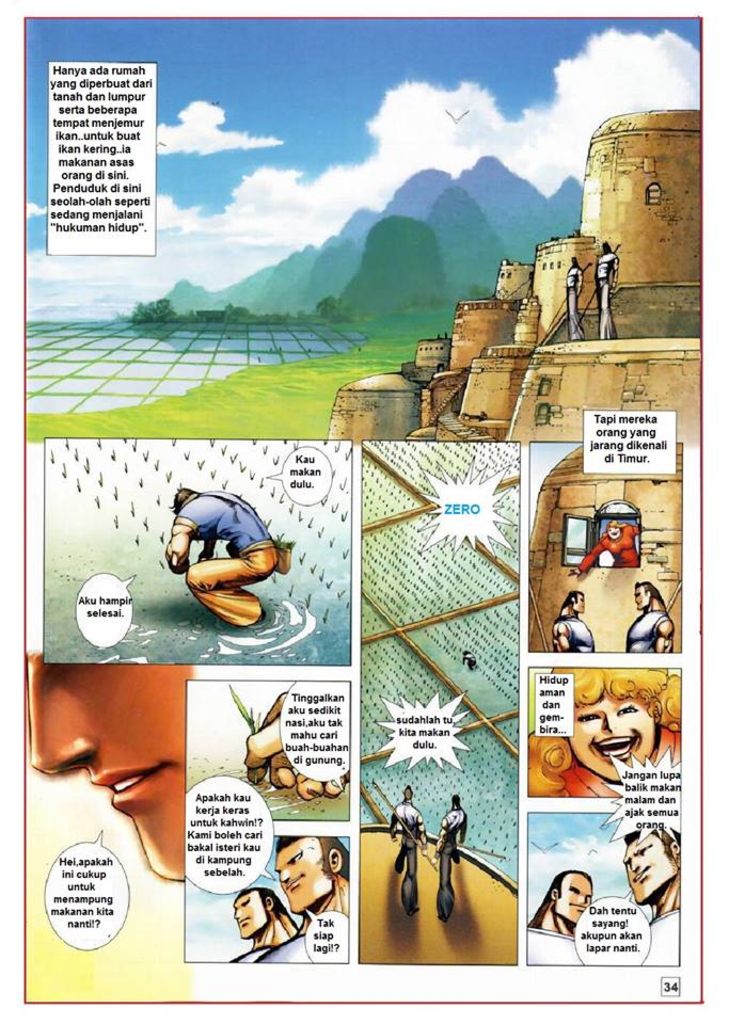 Hanya ada rumah
yang diperbuat dari
tanah dan lumpur
serta beberapa
tempat menjemur
ikan..untuk buat
ikan kering..ia
makanan asas
orang di sini.
Penduduk di sini
seolah-olah seperti
sedang menjalani
"hukuman hidup".
Tapi mereka
orang yang
jarang dikenali
di Timur.
Kau
makan
dulu.
Aku hampir
selesai.
ZERO
sudahlah tu
kita makan
dulu.
Hidup
aman
dan
gem-
bira...
Jangan lupa
balik makan
malam dan
ajak semua
orang.
Dah tentu
sayang!
akupun akan
lapar nanti.
Tinggalkan
aku sedikit
nasi,aku tak
mahu cari
buah-buahan
di gunung.
Apakah kau
kerja keras
untuk kahwin!?
Kami boleh cari
bakal isteri kau
di kampung
sebelah.
Tak
siap
lagi!?
Hei,apakah
ini cukup
untuk
menampung
makanan kita
nanti!?
34